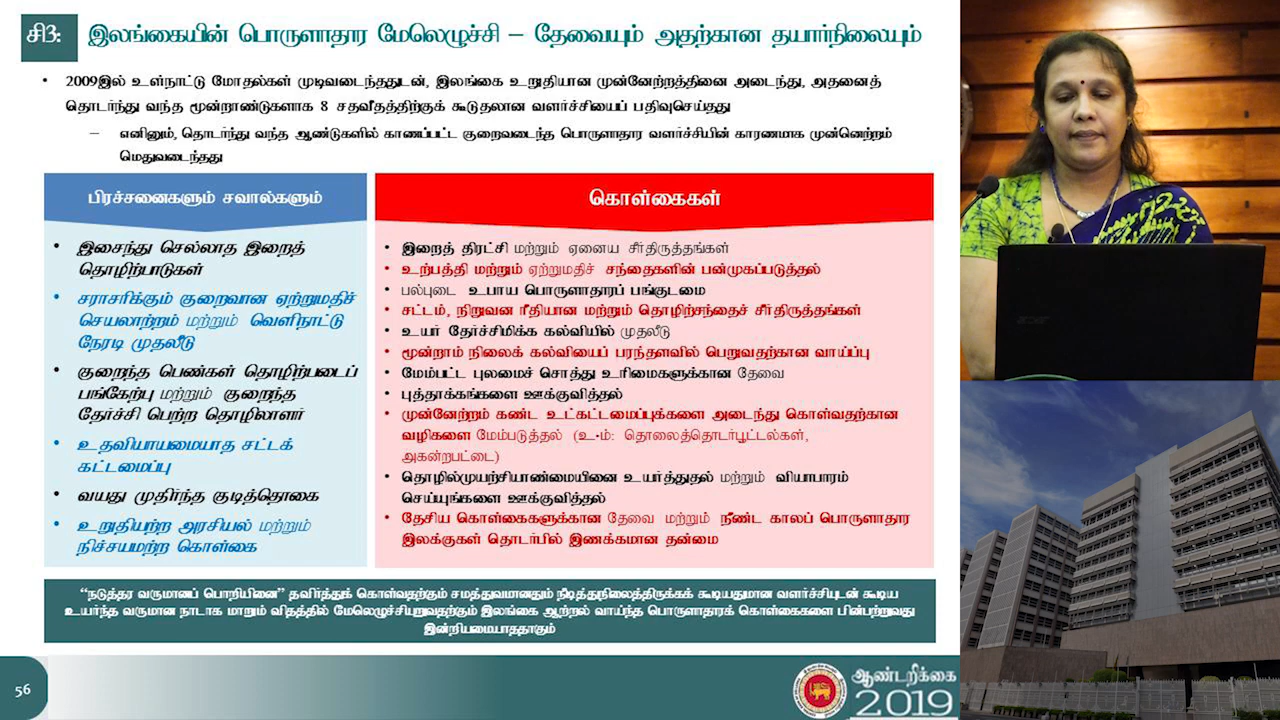 சி3:
இலங்கையின் பொருளாதார மேலெழுச்சி – தேவையும் அதற்கான தயார்நிலையும்
• 2009இல் உள்நாட்டு மோதல்கள் முடிவடைந்ததுடன், இலங்கை உறுதியான முன்னேற்றத்தினை அடைந்து, அதனைத்
தொடர்ந்து வந்த மூன்றாண்டுகளாக 8 சதவீதத்திற்குக் கூடுதலான வளர்ச்சியைப் பதிவுசெய்தது
– எனினும், தொடர்ந்து வந்த ஆண்டுகளில் காணப்பட்ட குறைவடைந்த பொருளாதார வளர்ச்சியின் காரணமாக முன்னெற்றம்
மெதுவடைந்தது
பிரச்சனைகளும் சவால்களும்
• இசைந்து செல்லாத இறைத்
தொழிற்பாடுகள்
• சராசரிக்கும் குறைவான ஏற்றுமதிச்
செயலாற்றம் மற்றும் வெளிநாட்டு
நேரடி முதலீடு
• குறைந்த பெண்கள் தொழிற்படைப்
பங்கேற்பு மற்றும் குறைந்த
தேர்ச்சி பெற்ற தொழிலாளர்
• உதவியாயமையாத சட்டக்
கட்டமைப்பு
• வயது முதிர்ந்த குடித்தொகை
• உறுதியற்ற அரசியல் மற்றும்
நிச்சயமற்ற கொள்கை
கொள்கைகள்
• இறைத் திரட்சி மற்றும் ஏனைய சீர்திருத்தங்கள்
• உற்பத்தி மற்றும் ஏற்றுமதிச் சந்தைகளின் பன்முகப்படுத்தல்
• பல்புடை உபாய பொருளாதாரப் பங்குடமை
• சட்டம், நிறுவன ரீதியான மற்றும் தொழிற்சந்தைச் சீர்திருத்தங்கள்
• உயர் தேர்ச்சிமிக்க கல்வியில் முதலீடு
• மூன்றாம் நிலைக் கல்வியைப் பரந்தளவில் பெறுவதற்கான வாய்ப்பு
• மேம்பட்ட புலமைச் சொத்து உரிமைகளுக்கான தேவை
• புத்தாக்கங்களை ஊக்குவித்தல்
• முன்னேற்றம் கண்ட உட்கட்டமைப்புக்களை அடைந்து கொள்வதற்கான
வழிகளை மேம்படுத்தல் (உ-ம்: தொலைத்தொடர்பூட்டல்கள்,
அகன்றபட்டை)
• தொழில்முயற்சியாண்மையினை உயர்த்துதல் மற்றும் வியாபாரம்
செய்யுங்களை ஊக்குவித்தல்
• தேசிய கொள்கைகளுக்கான தேவை மற்றும் நீண்ட காலப் பொருளாதார
இலக்குகள் தொடர்பில் இணக்கமான தன்மை
“நடுத்தர வருமானப் பொறியினை” தவிர்த்துக் கொள்வதற்கும் சமத்துவமானதும் நீடித்துநிலைத்திருக்கக் கூடியதுமான வளர்ச்சியுடன் கூடிய
உயர்ந்த வருமான நாடாக மாறும் விதத்தில் மேலெழுச்சியுறுவதற்கும் இலங்கை ஆற்றல் வாய்ந்த பொருளாதாரக் கொள்கைகளை பின்பற்றுவது
இன்றியமையாததாகும்
56
ஆண்டறிக்கை
2019